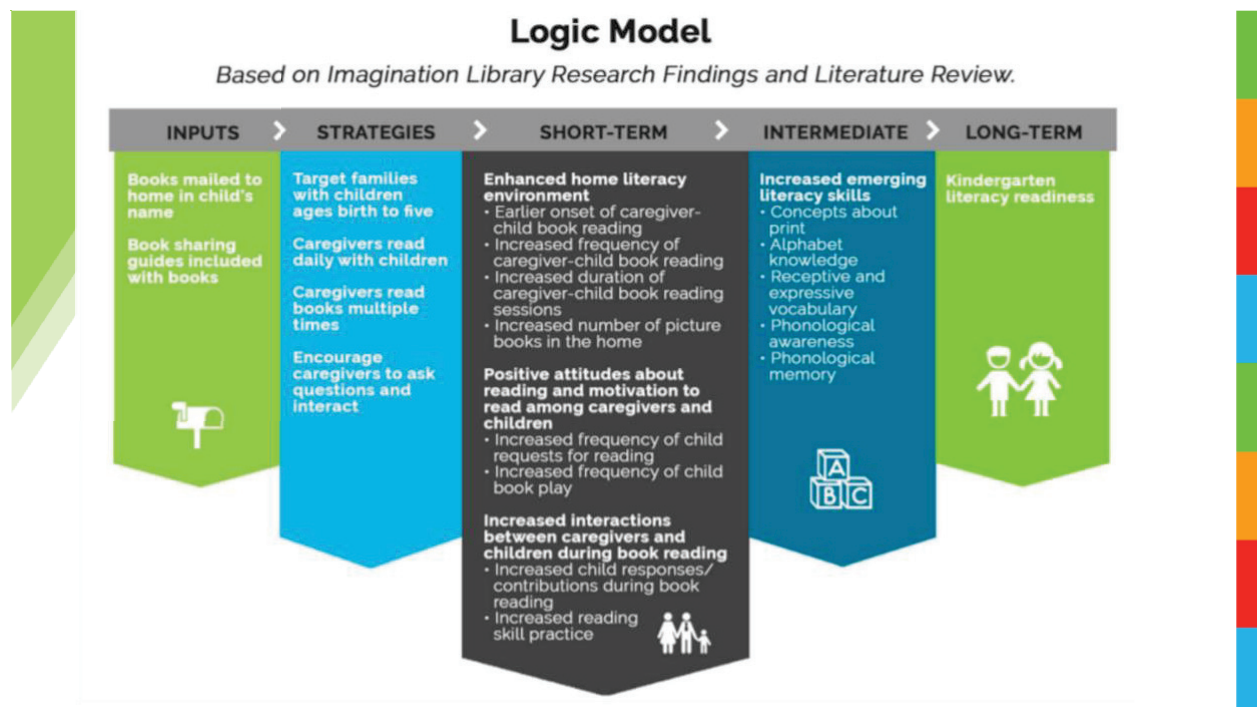 Logic Model
Based on Imagination Library Research Findings and Literature Review.
INPUTS
STRATEGIES
SHORT-TERM
INTERMEDIATE
LONG-TERM
Books mailed to
home in child's
name
Book sharing
guides included
with books
Target families
with children
ages birth to five
Caregivers read
daily with children
Caregivers read
books multiple
times
Encourage
caregivers to ask
questions and
interact
Enhanced home literacy
environment
• Earlier onset of caregiver-
child book reading
• Increased frequency of
caregiver-child book reading
• Increased duration of
caregiver-child book reading
sessions
• Increased number of picture
books in the home
Positive attitudes about
reading and motivation to
read among caregivers and
children
• Increased frequency of child
requests for reading
• Increased frequency of child
book play
Increased interactions
between caregivers and
children during book reading
• Increased child responses/
contributions during book
reading
• Increased reading
skill practice
Increased emerging
literacy skills
• Concepts about
print
• Alphabet
knowledge
• Receptive and
expressive
vocabulary
• Phonological
awareness
• Phonological
memory
A
B C
Kindergarten
literacy readiness